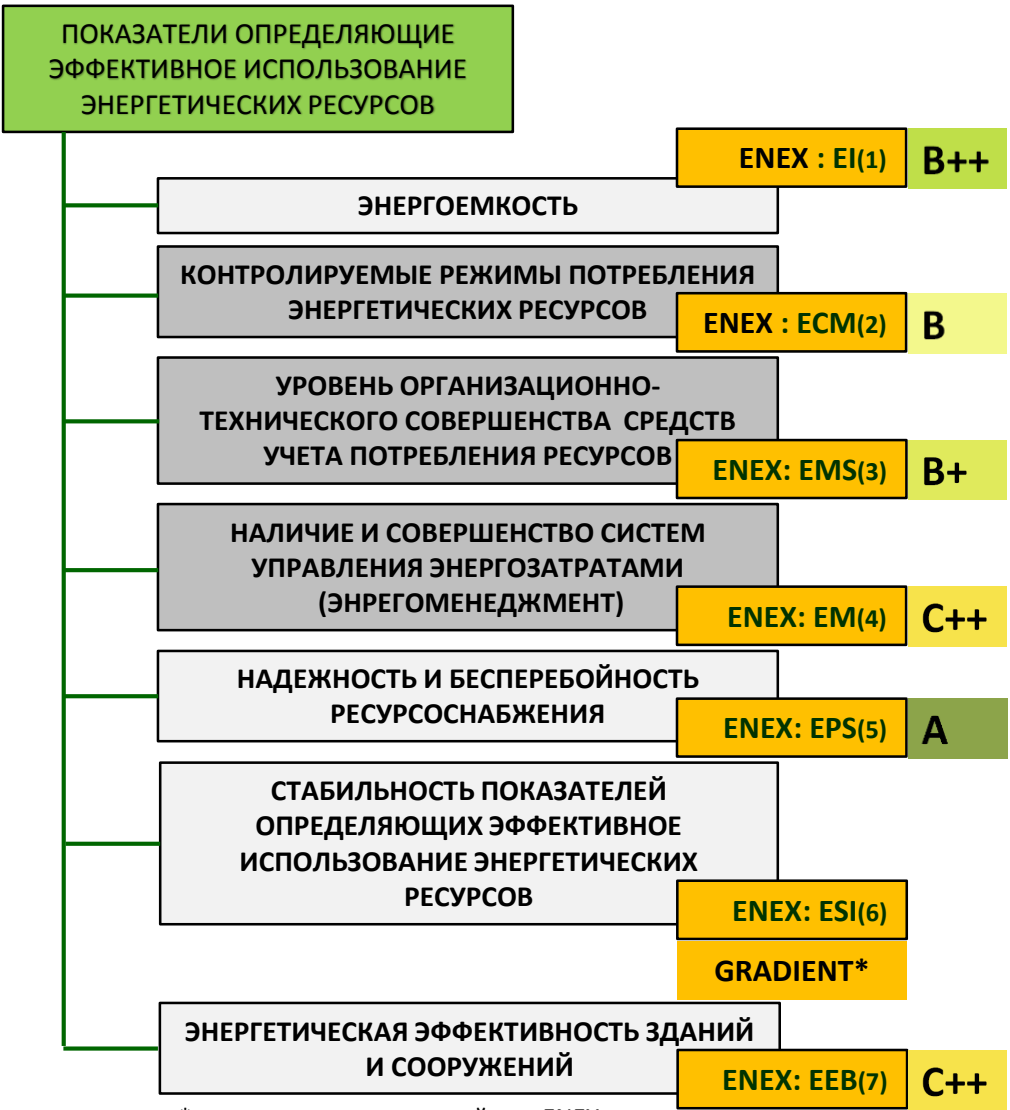 ПОКАЗАТЕЛИ ОПРЕДЕЛЯЮЩИЕ
ЭФФЕКТИВНОЕ ИСПОЛЬЗОВАНИЕ
ЭНЕРГЕТИЧЕСКИХ РЕСУРСОВ
ENEX : EI(1)
B++
ЭНЕРГОЕМКОСТЬ
КОНТРОЛИРУЕМЫЕ РЕЖИМЫ ПОТРЕБЛЕНИЯ
ЭНЕРГЕТИЧЕСКИХ РЕСУРСОВ
ENEX : ECM(2)
B
УРОВЕНЬ ОРГАНИЗАЦИОННО-
ТЕХНИЧЕСКОГО СОВЕРШЕНСТВА СРЕДСТВ
УЧЕТА ПОТРЕБЛЕНИЯ РЕСУРСОВ
ENEX: EMS(3)
B+
НАЛИЧИЕ И СОВЕРШЕНСТВО СИСТЕМ
УПРАВЛЕНИЯ ЭНЕРГОЗАТРАТАМИ
(ЭНРЕГОМЕНЕДЖМЕНТ)
ENEX: EM(4)
C++
НАДЕЖНОСТЬ И БЕСПЕРЕБОЙНОСТЬ
РЕСУРСОСНАБЖЕНИЯ
ENEX: EPS(5)
A
СТАБИЛЬНОСТЬ ПОКАЗАТЕЛЕЙ
ОПРЕДЕЛЯЮЩИХ ЭФФЕКТИВНОЕ
ИСПОЛЬЗОВАНИЕ ЭНЕРГЕТИЧЕСКИХ
РЕСУРСОВ
ENEX: ESI(6)
GRADIENT*
ЭНЕРГЕТИЧЕСКАЯ ЭФФЕКТИВНОСТЬ ЗДАНИЙ
И СООРУЖЕНИЙ
ENEX: EEB(7)
C++